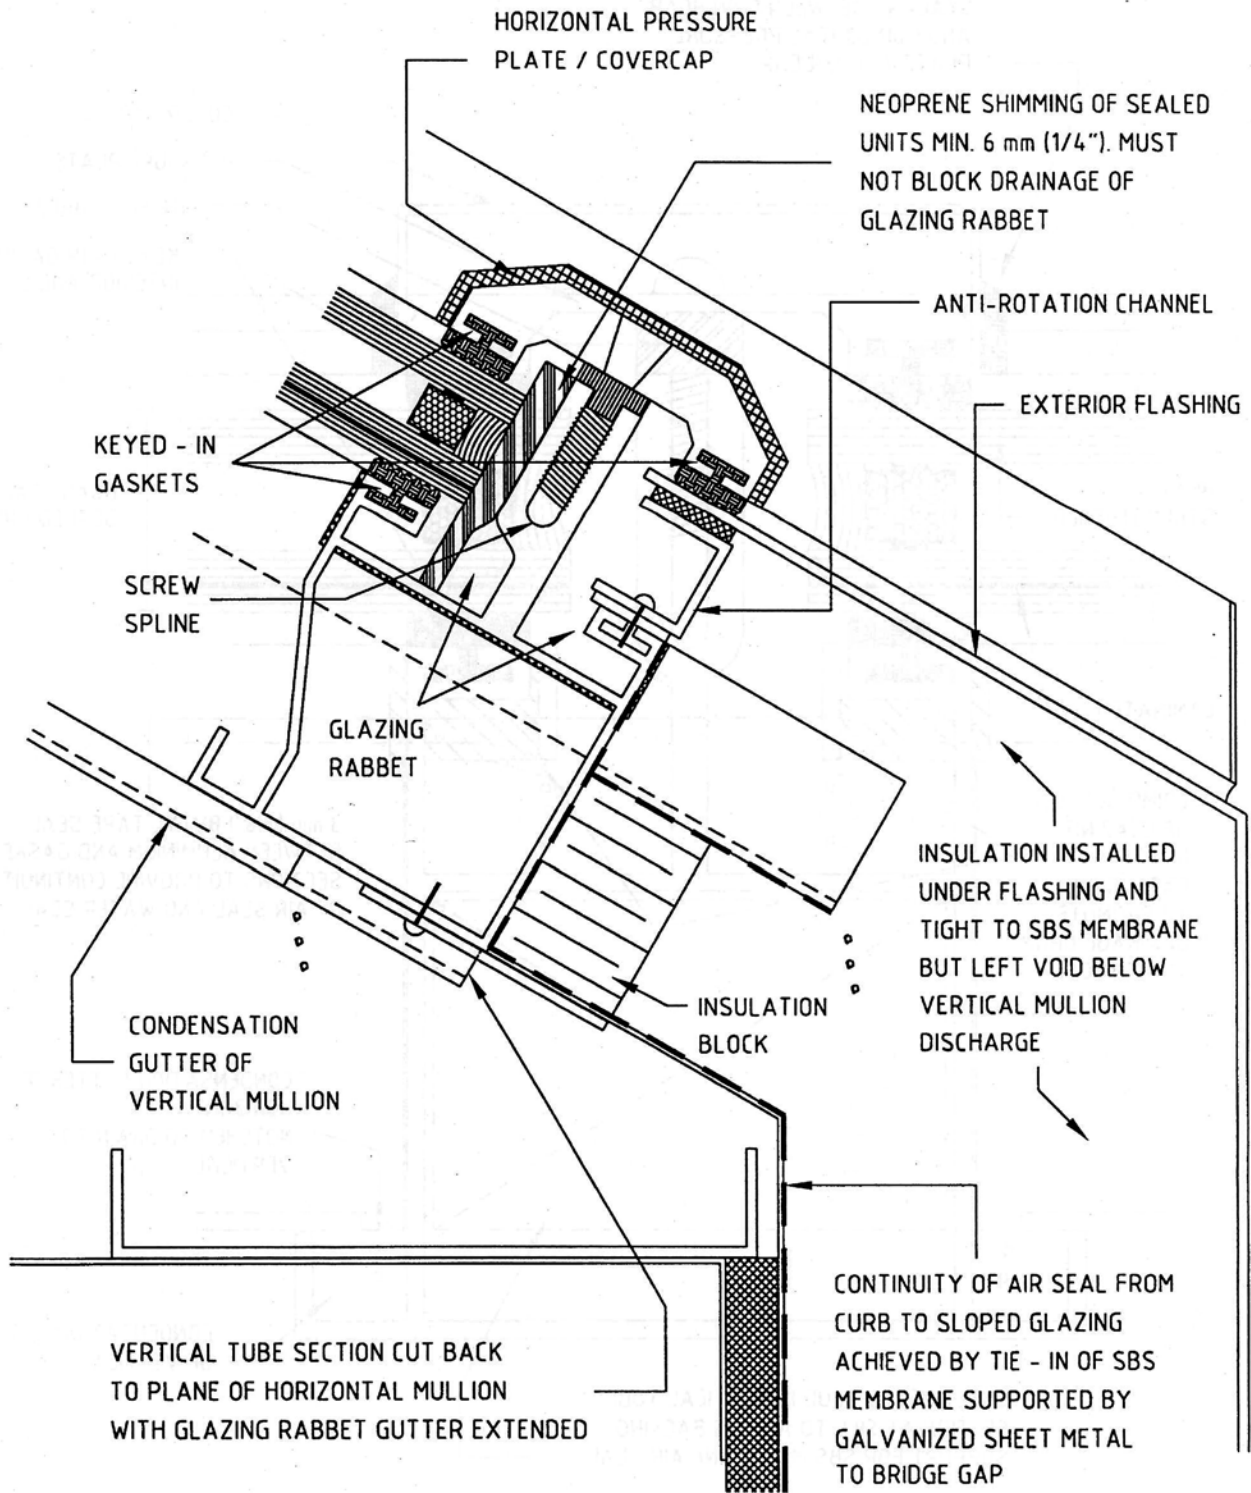 HORIZONTAL PRESSURE
PLATE / COVERCAP
NEOPRENE SHIMMING OF SEALED
UNITS MIN. 6 mm (1/4"). MUST
NOT BLOCK DRAINAGE OF
GLAZING RABBET
ANTI-ROTATION CHANNEL
EXTERIOR FLASHING
KEYED - IN
GASKETS
SCREW
SPLINE
GLAZING
RABBET
INSULATION INSTALLED
UNDER FLASHING AND
TIGHT TO SBS MEMBRANE
BUT LEFT VOID BELOW
VERTICAL MULLION
DISCHARGE
INSULATION
BLOCK
CONDENSATION
GUTTER OF
VERTICAL MULLION
VERTICAL TUBE SECTION CUT BACK
TO PLANE OF HORIZONTAL MULLION
WITH GLAZING RABBET GUTTER EXTENDED
CONTINUITY OF AIR SEAL FROM
CURB TO SLOPED GLAZING
ACHIEVED BY TIE - IN OF SBS
MEMBRANE SUPPORTED BY
GALVANIZED SHEET METAL
TO BRIDGE GAP